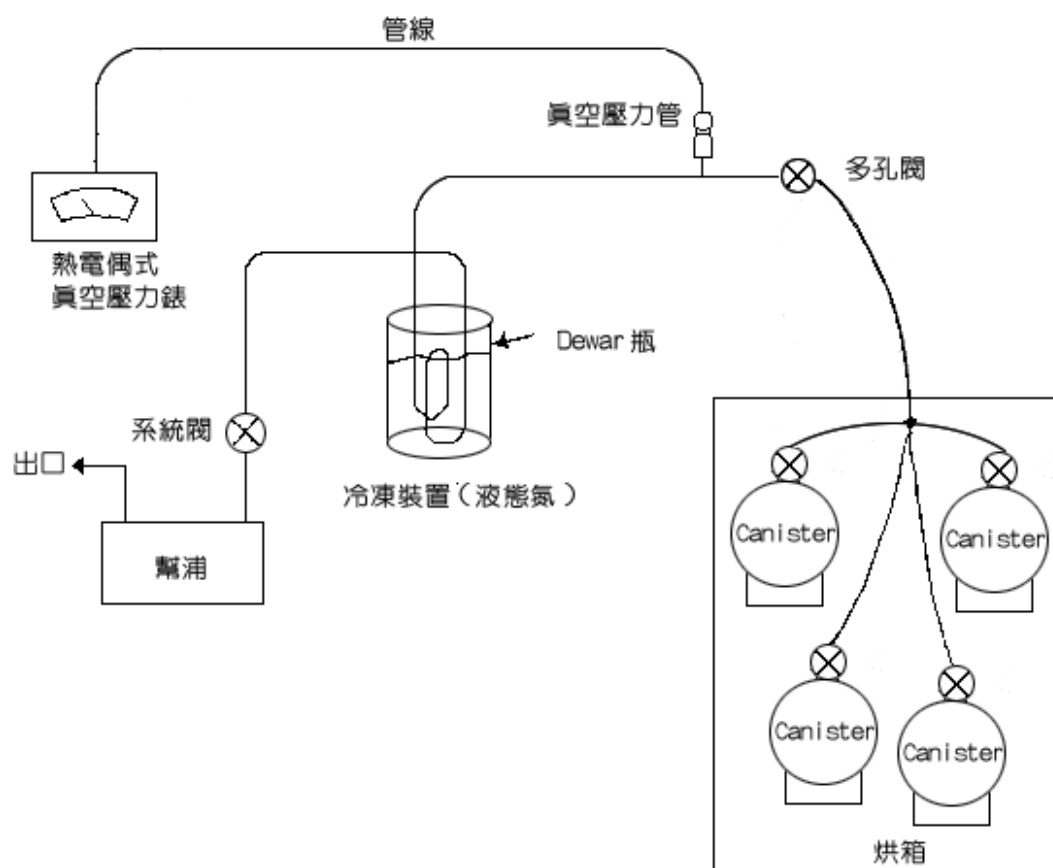 管線
眞空壓力管
多孔閥
熱電偶式
眞空壓力錶
Dewar 瓶
系統閥
出口
冷凍裝置（液態氮）
幫浦
Canister
Canister
Canister
Canister
烘箱